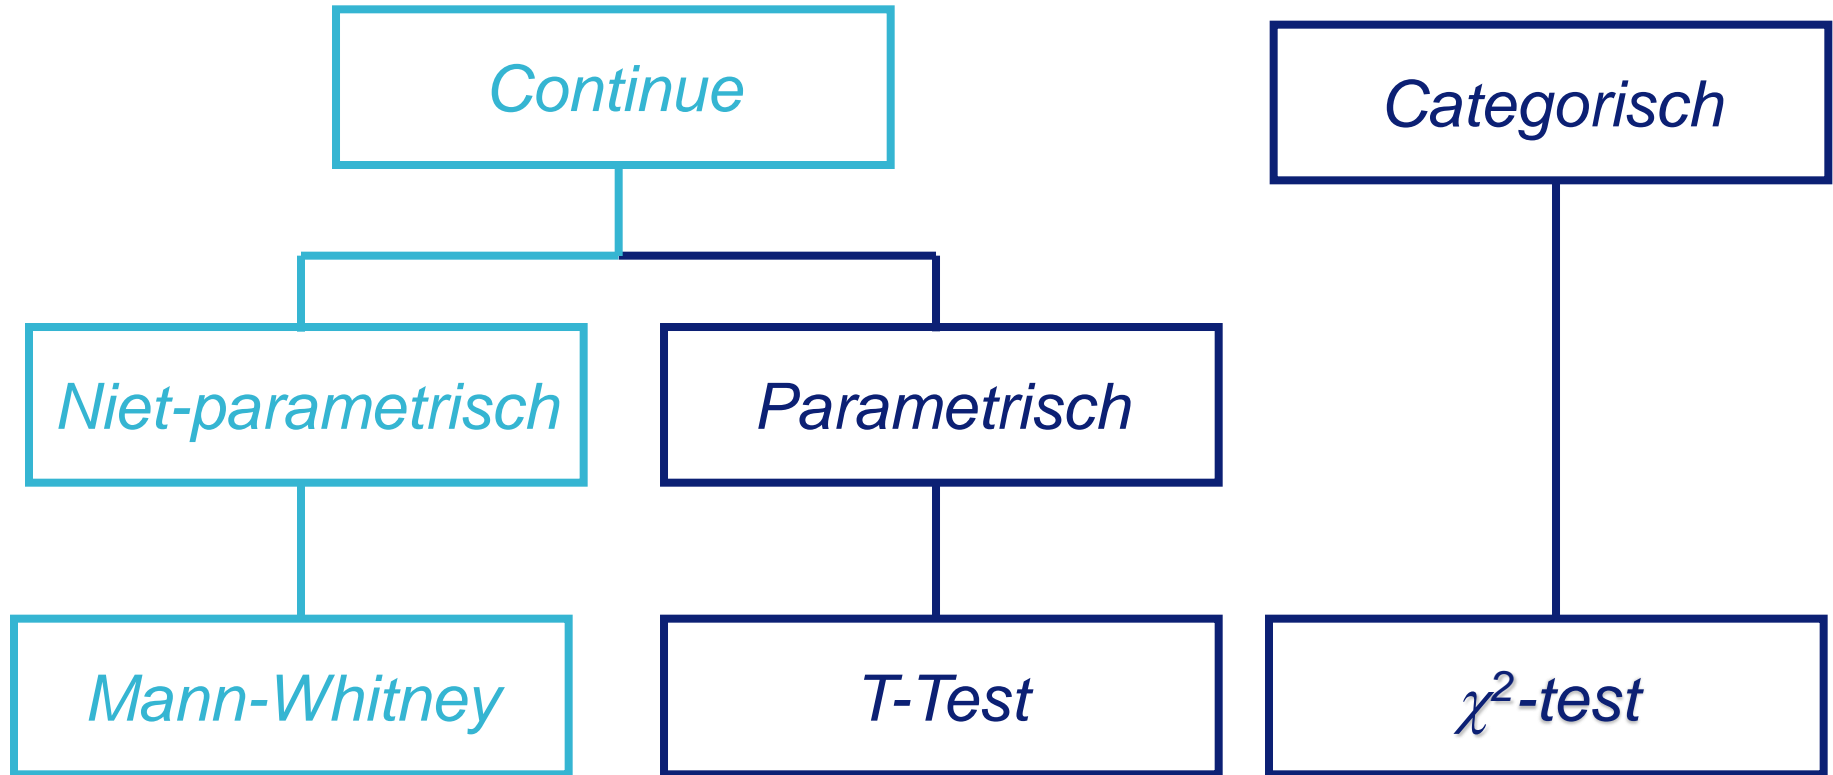 Continue
Categorisch
Niet-parametrisch
Parametrisch
Mann-Whitney
T-Test
χ²-test